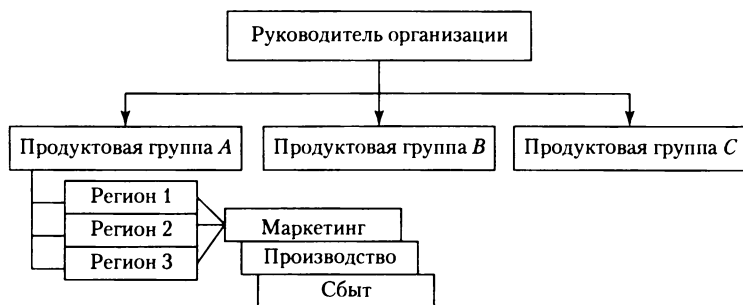 Руководитель организации
Продуктовая группа A
Продуктовая группа B
Продуктовая группа C
Регион 1
Регион 2
Регион 3
Маркетинг
Производство
Сбыт